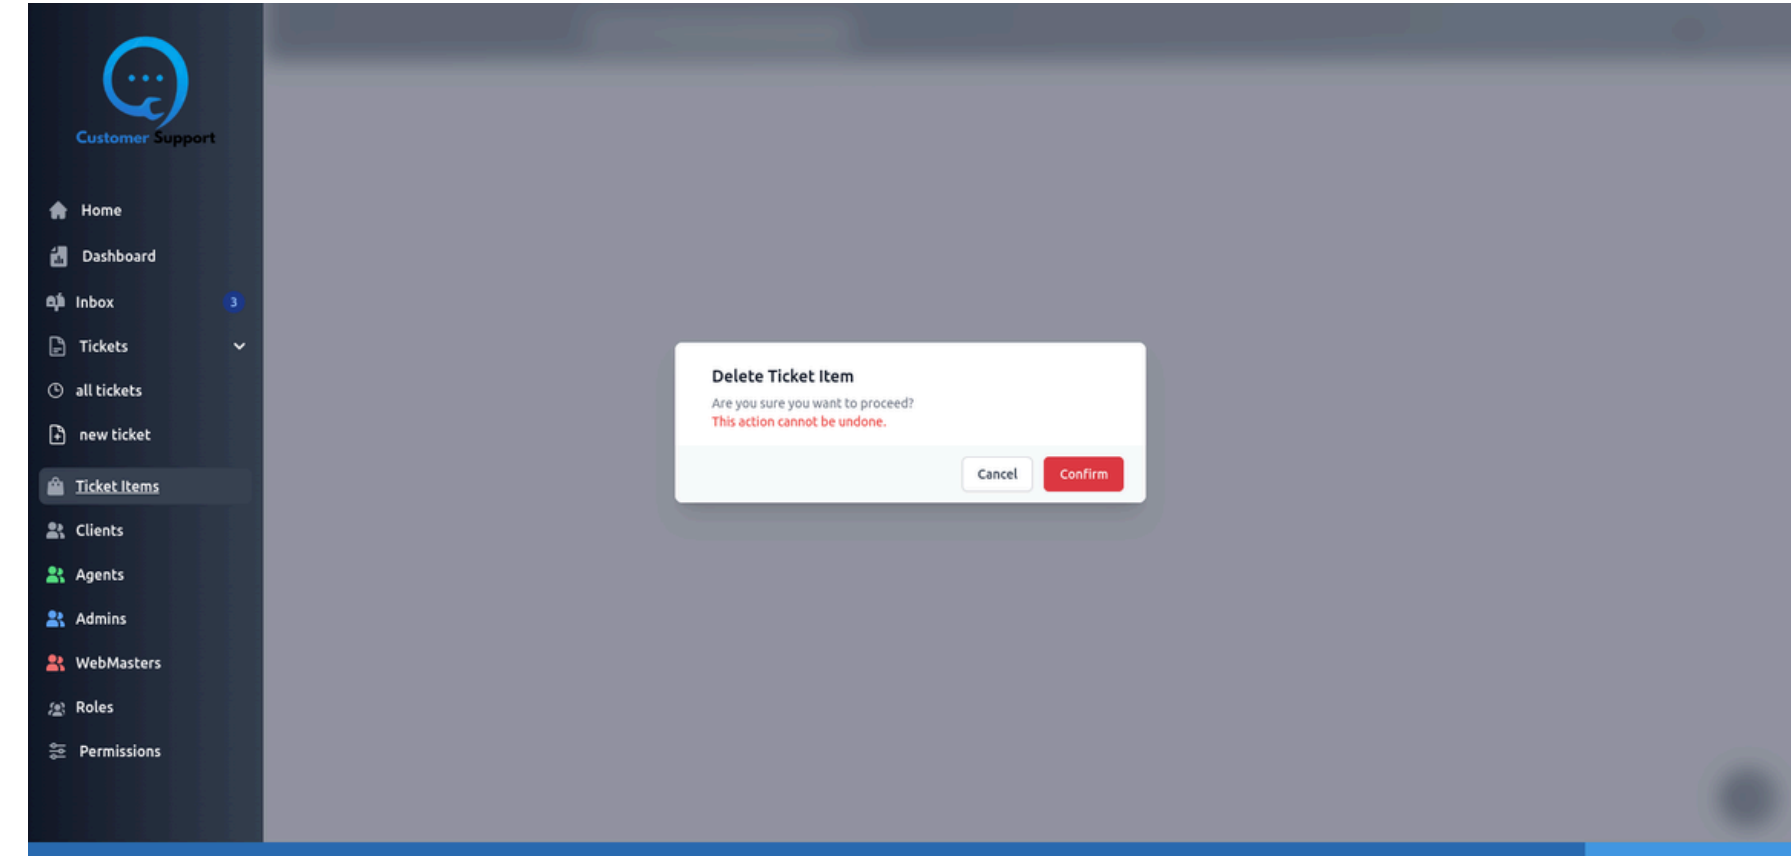 Customer Support
Home
Dashboard
Inbox 3
Tickets
all tickets
new ticket
Ticket Items
Clients
Agents
Admins
WebMasters
Roles
Permissions
Delete Ticket Item
Are you sure you want to proceed?
This action cannot be undone.
Cancel Confirm